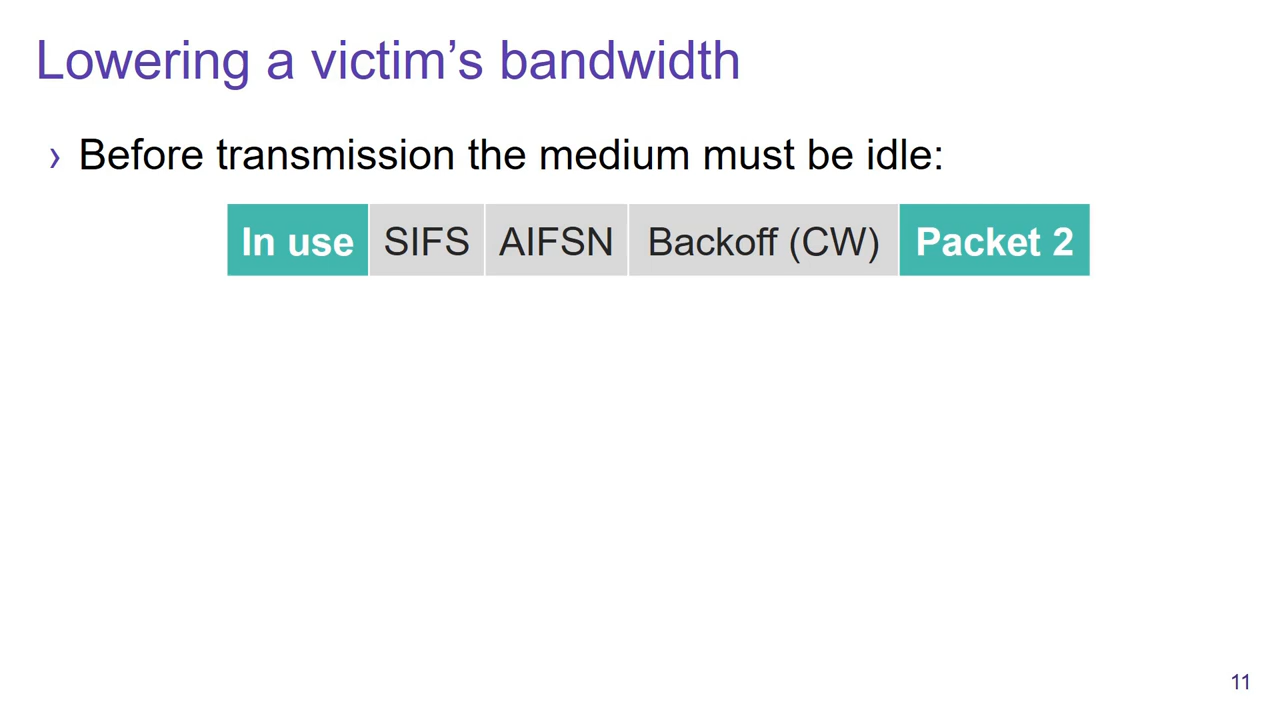 Lowering a victim’s bandwidth
› Before transmission the medium must be idle:
In use SIFS AIFSN Backoff (CW) Packet 2
11